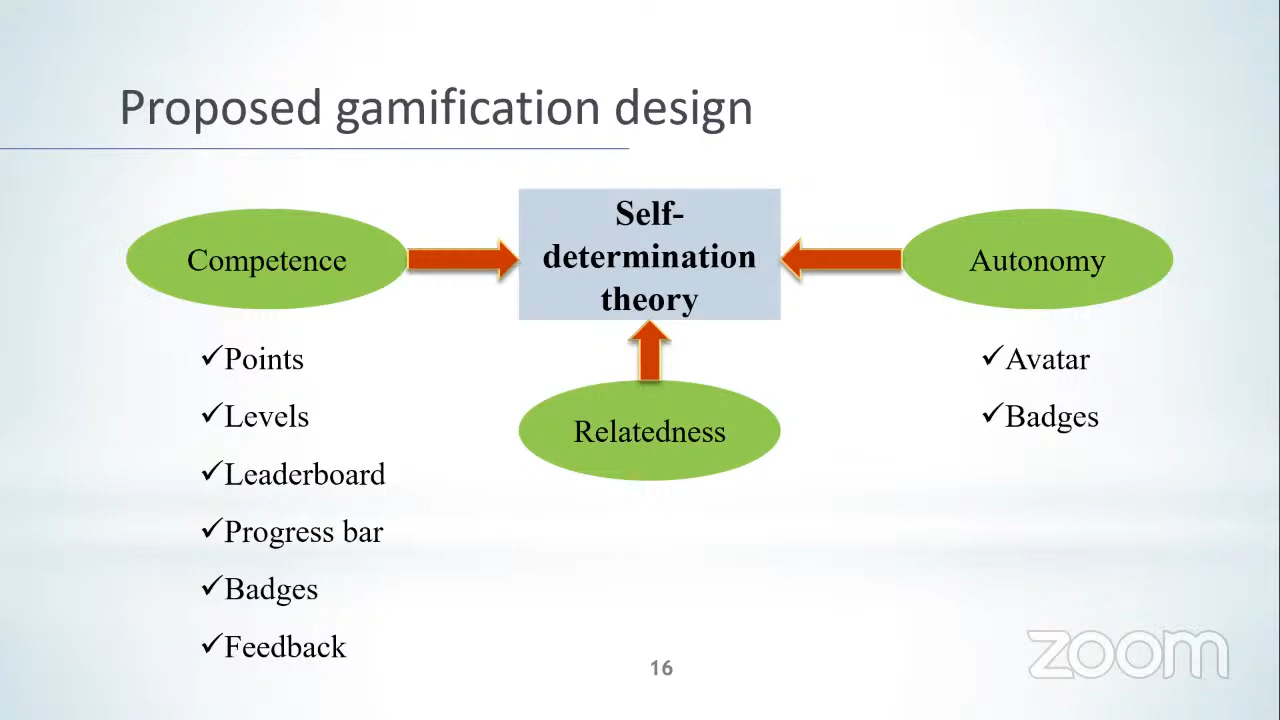 Proposed gamification design
Self-
determination
theory
Competence
Autonomy
Relatedness
✓Points
✓Levels
✓Leaderboard
✓Progress bar
✓Badges
✓Feedback
✓Avatar
✓Badges
16
zoom